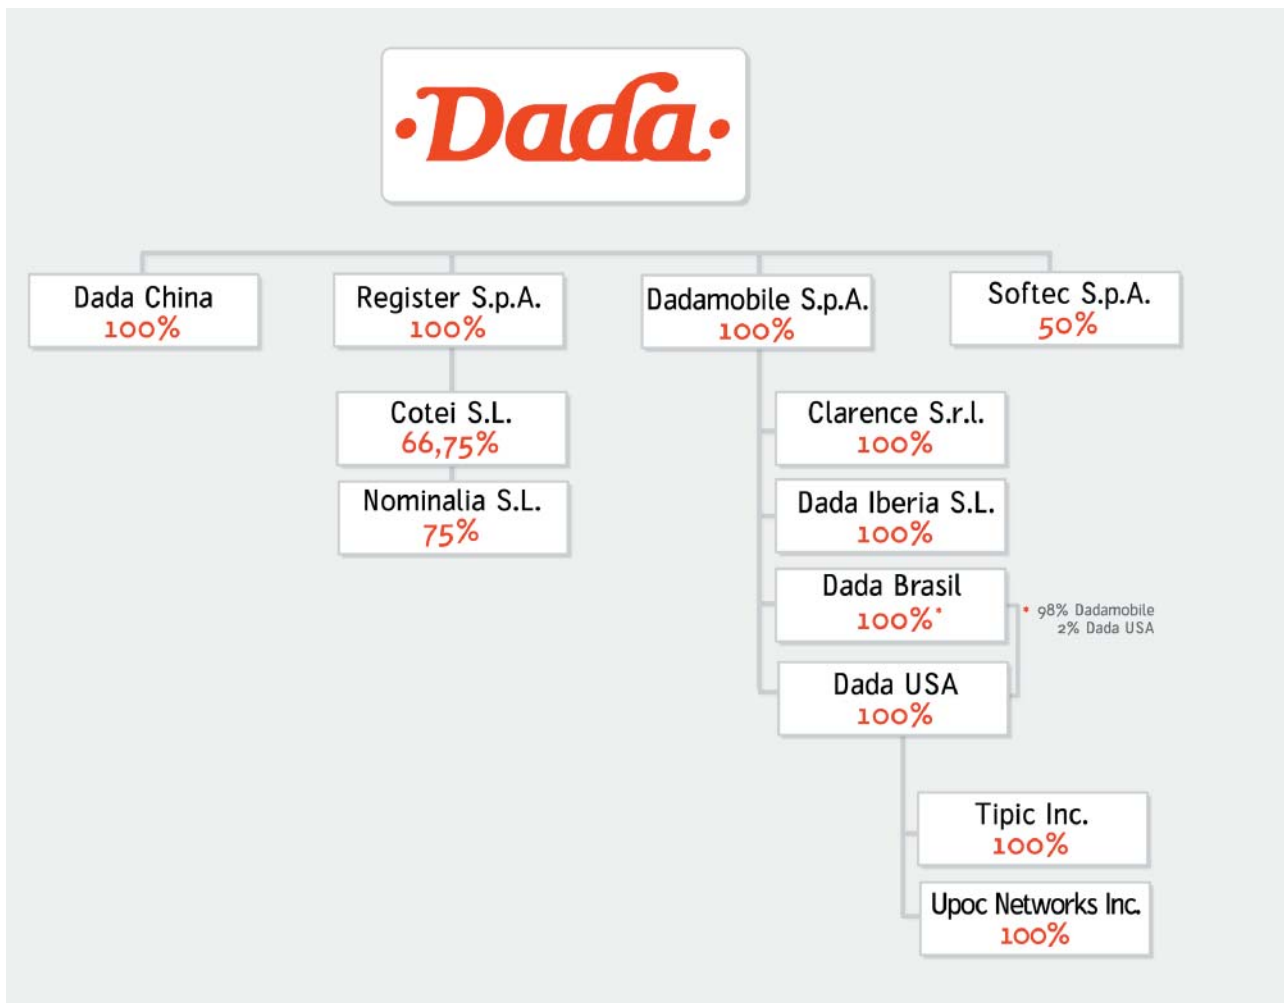 ·Dada·
Dada China
100%
Register S.p.A.
100%
Dadamobile S.p.A.
100%
Softec S.p.A.
50%
Cotei S.L.
66,75%
Nominalia S.L.
75%
Clarence S.r.l.
100%
Dada Iberia S.L.
100%
Dada Brasil
100%*
* 98% Dadamobile
2% Dada USA
Dada USA
100%
Tipic Inc.
100%
Upoc Networks Inc.
100%